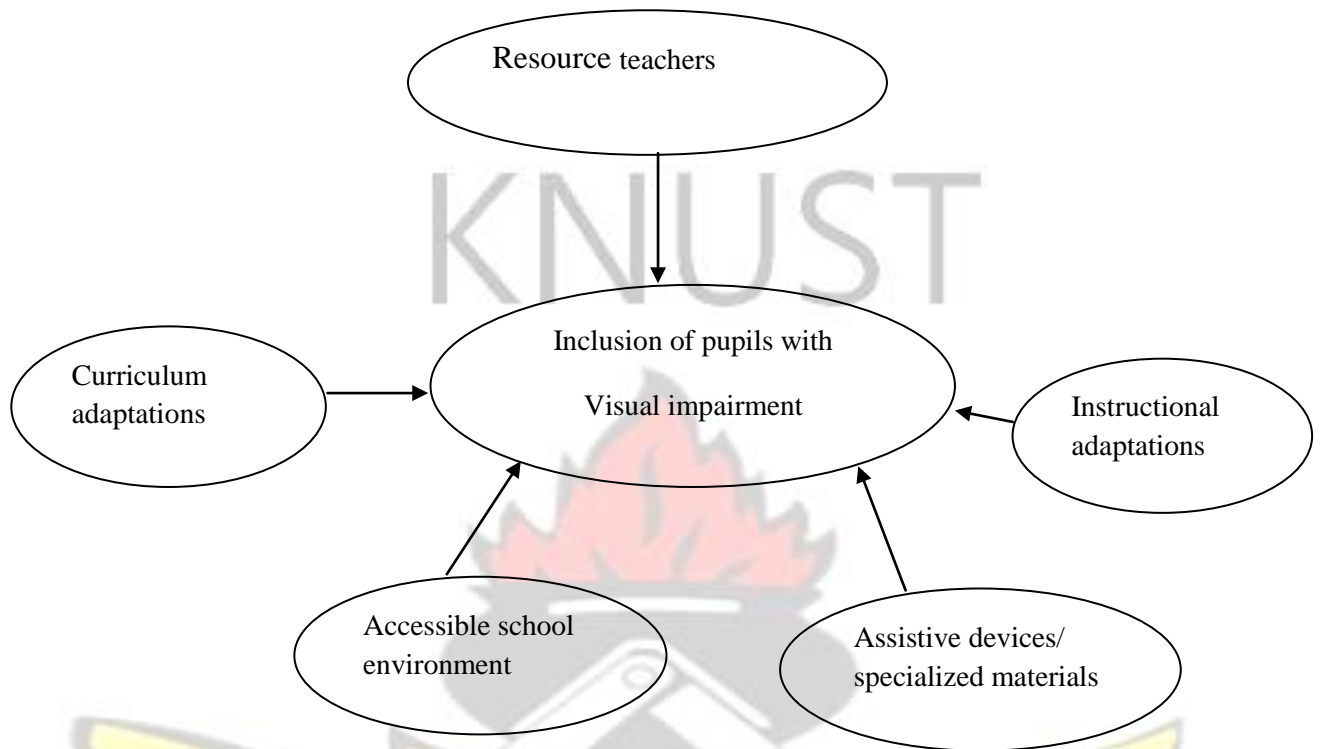 Resource teachers
KNUST
Inclusion of pupils with
Visual impairment
Curriculum
adaptations
Instructional
adaptations
Accessible school
environment
Assistive devices/
specialized materials